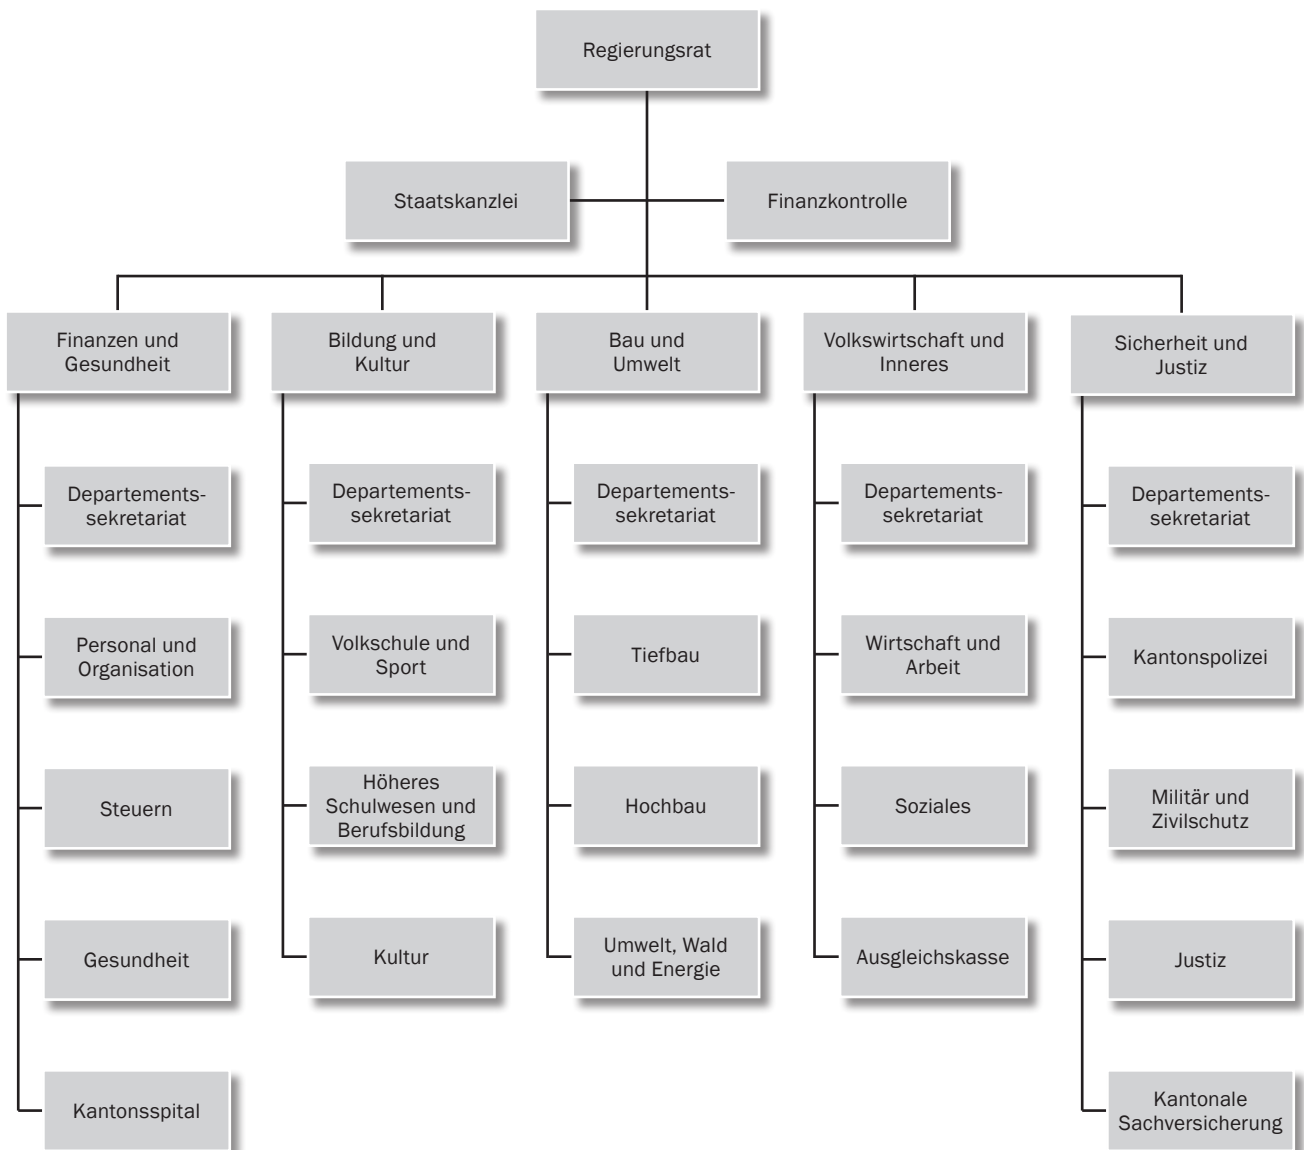 Regierungsrat
Staatskanzlei
Finanzkontrolle
Finanzen und
Gesundheit
Bildung und
Kultur
Bau und
Umwelt
Volkswirtschaft und
Inneres
Sicherheit und
Justiz
Departements-
sekretariat
Departements-
sekretariat
Departements-
sekretariat
Departements-
sekretariat
Departements-
sekretariat
Personal und
Organisation
Volkschule und
Sport
Tiefbau
Wirtschaft und
Arbeit
Kantonspolizei
Steuern
Höheres
Schulwesen und
Berufsbildung
Hochbau
Soziales
Militär und
Zivilschutz
Gesundheit
Kultur
Umwelt, Wald
und Energie
Ausgleichskasse
Justiz
Kantonsspital
Kantonale
Sachversicherung